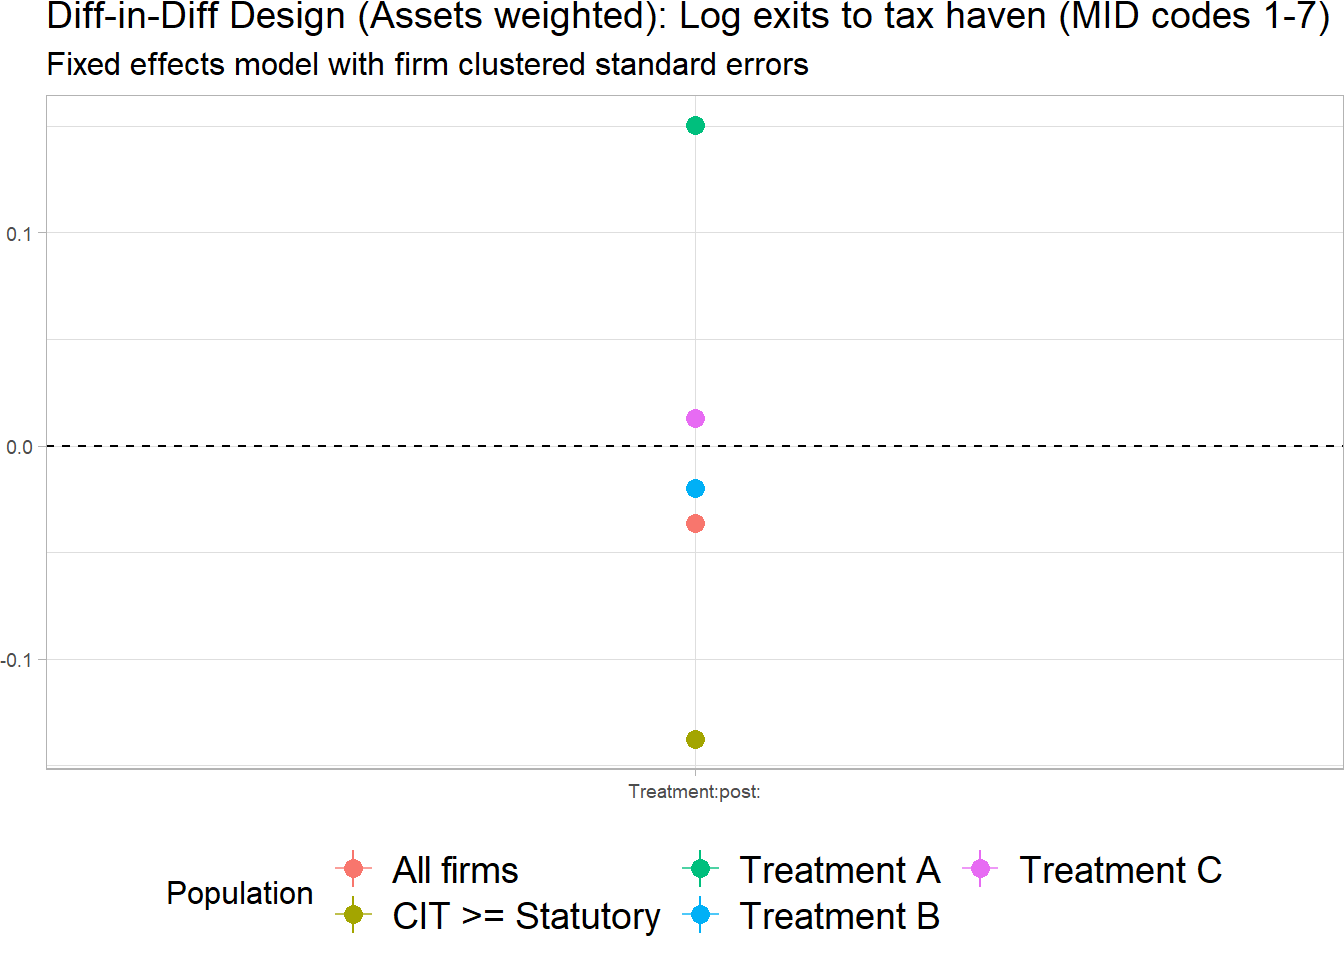 Diff-in-Diff Design (Assets weighted): Log exits to tax haven (MID codes 1-7)
Fixed effects model with firm clustered standard errors
0.1
0.0
-0.1
Treatment:post:
Population
All firms
Treatment A
Treatment C
CIT >= Statutory
Treatment B